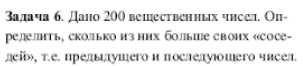 Задача 6. Дано 200 вещественных чисел. Оп-
ределить, сколько из них больше своих «сосе-
дей», т.е. предыдущего и последующего чисел.